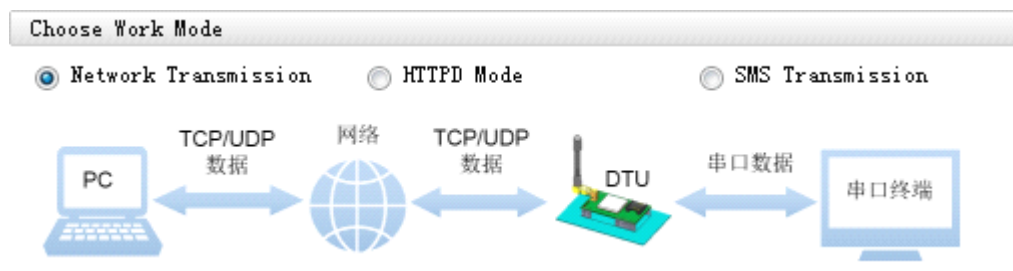 Choose Work Mode
Network Transmission HTTPD Mode SMS Transmission
TCP/UDP 网络 TCP/UDP
数据 数据 串口数据
PC DTU 串口终端